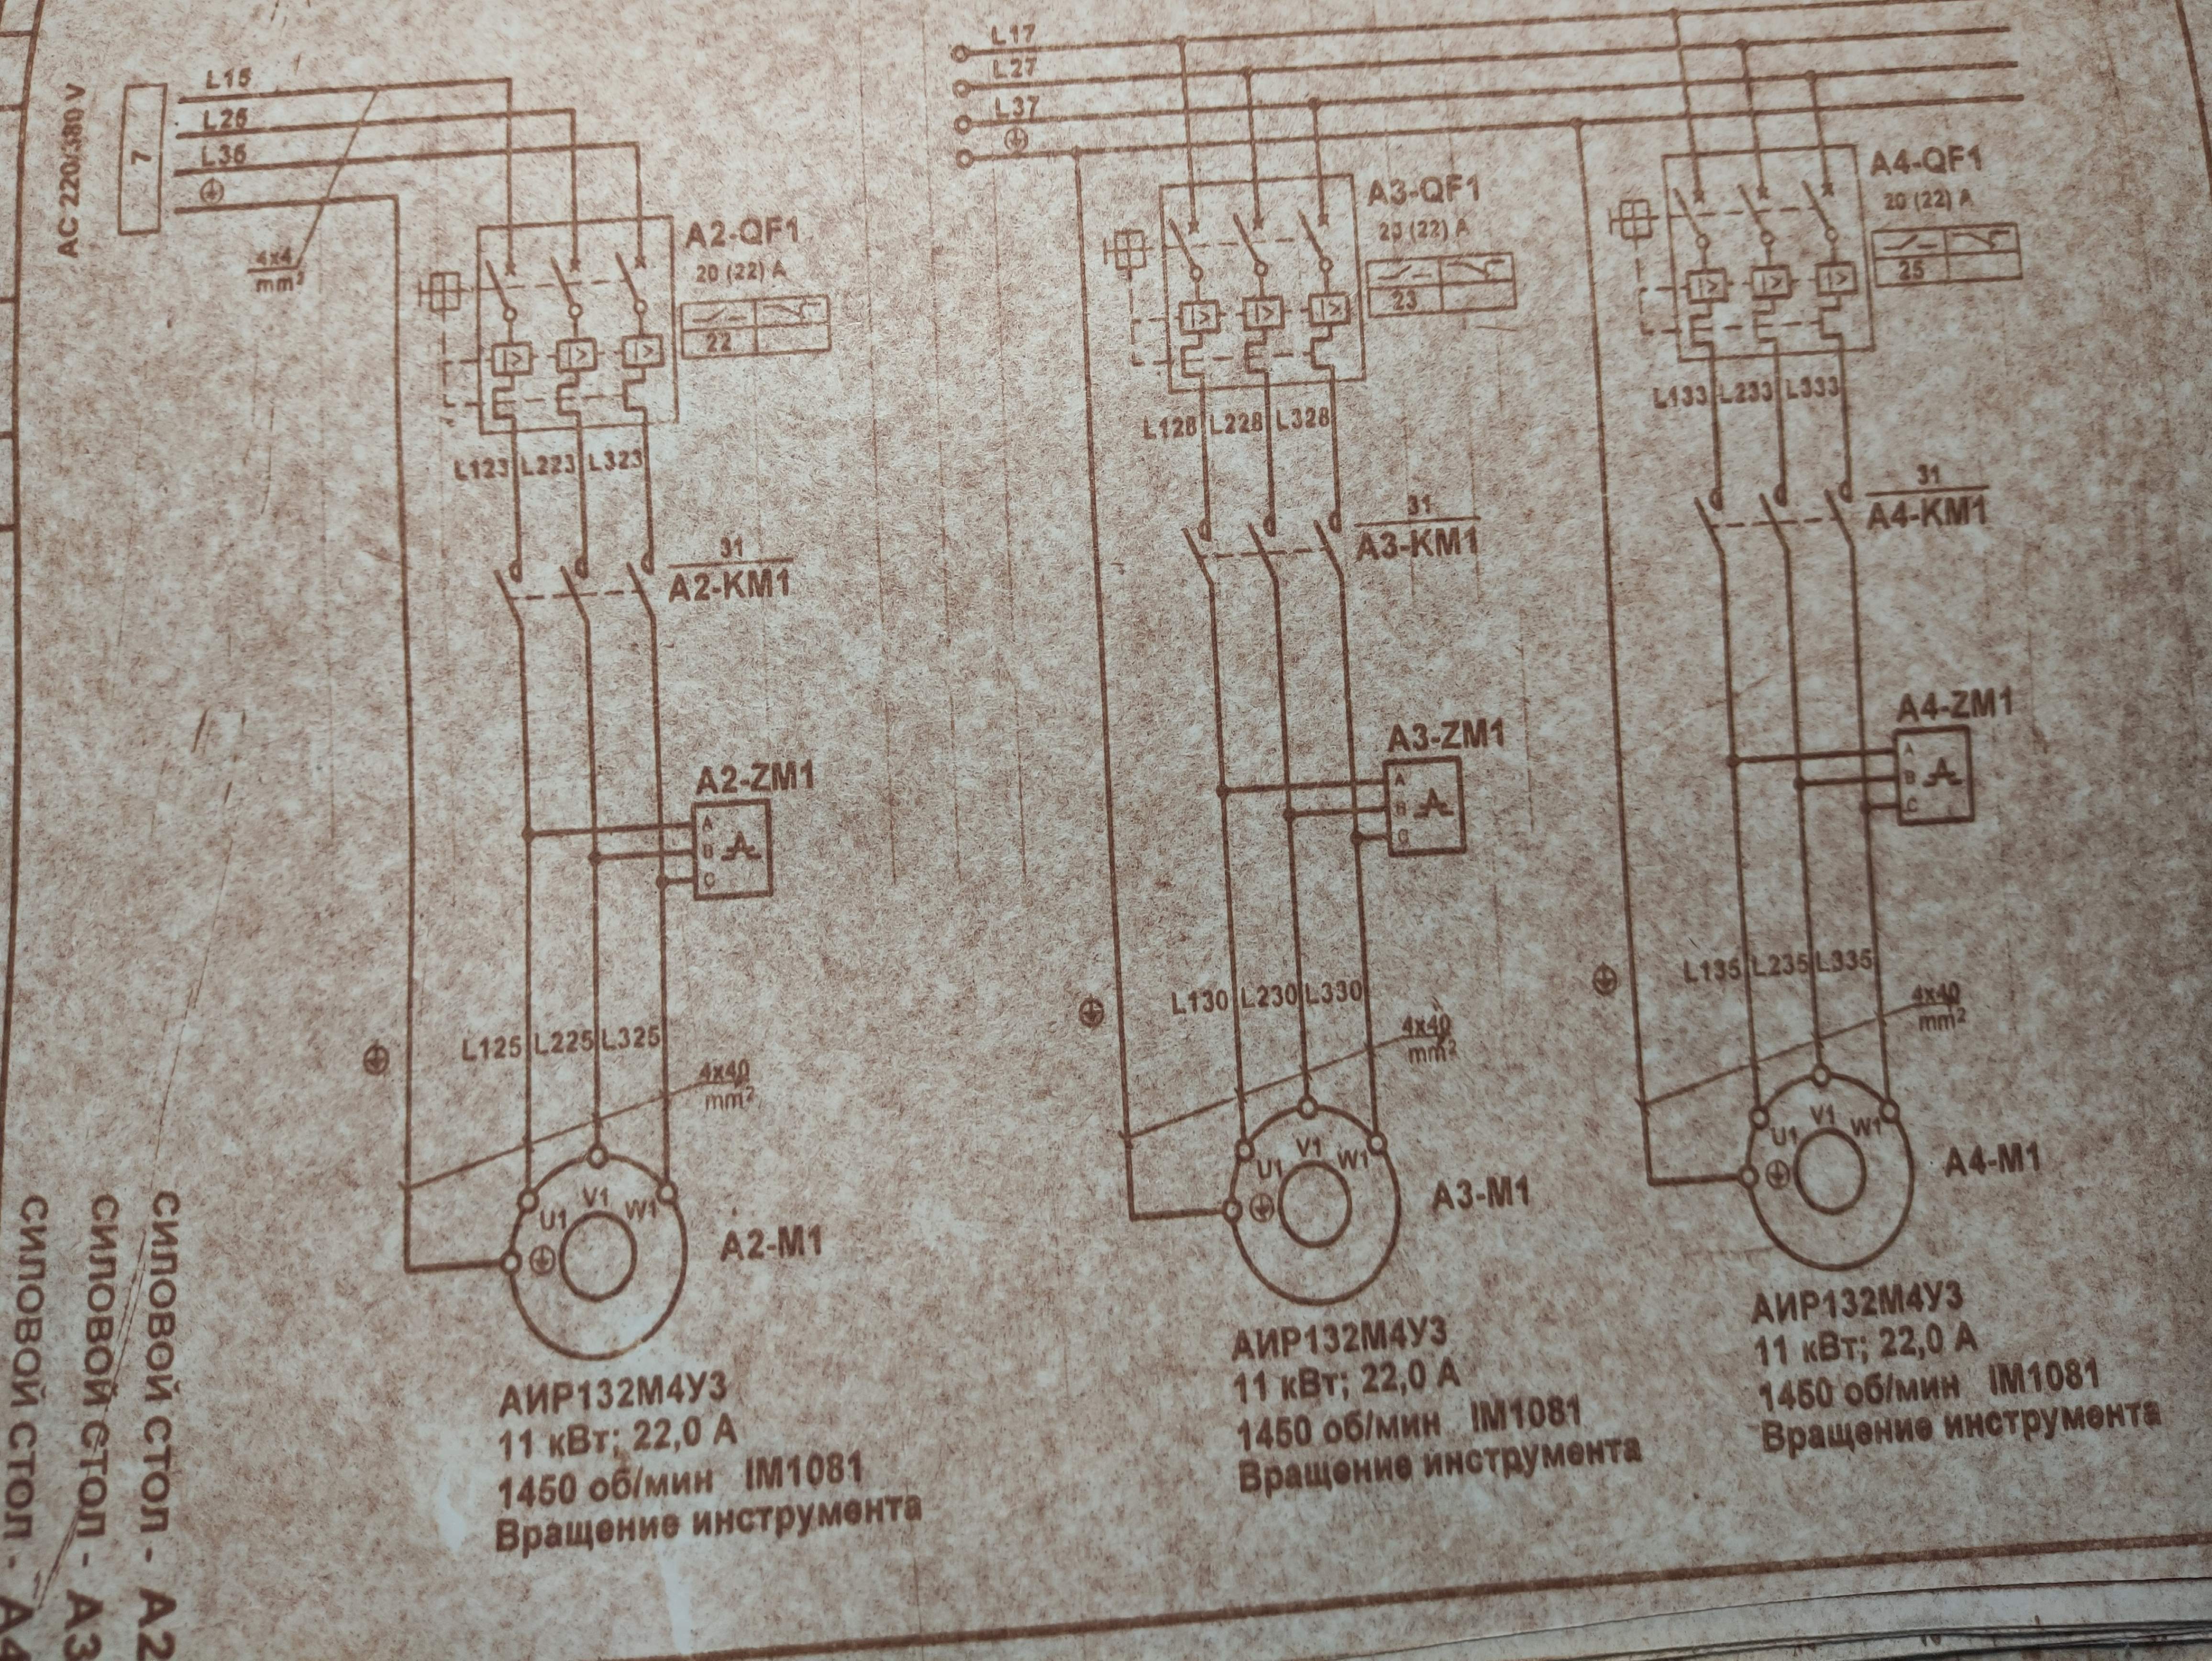 AC 220/380 V
7
L15
L25
L35
4x4
mm²
A2-QF1
20 (22) A
22
L123 L223 L323
31
A2-KM1
A2-ZM1
A
B
C
L125 L225 L325
4x40
mm²
U1 V1 W1
A2-M1
АИР132М4У3
11 кВт; 22,0 А
1450 об/мин IM1081
Вращение инструмента
L17
L27
L37
A3-QF1
20 (22) A
23
L128 L228 L328
31
A3-KM1
A3-ZM1
A
B
C
L130 L230 L330
4x40
mm²
U1 V1 W1
A3-M1
АИР132М4У3
11 кВт; 22,0 А
1450 об/мин IM1081
Вращение инструмента
A4-QF1
20 (22) A
25
L133 L233 L333
31
A4-KM1
A4-ZM1
A
B
C
L135 L235 L335
4x40
mm²
U1 V1 W1
A4-M1
АИР132М4У3
11 кВт; 22,0 А
1450 об/мин IM1081
Вращение инструмента
СИЛОВОЙ СТОЛ - А2
СИЛОВОЙ СТОЛ - А3
СИЛОВОЙ СТОЛ - А4